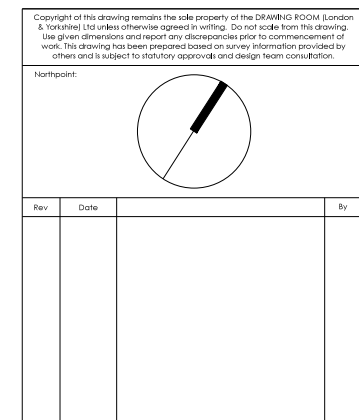 Copyright of this drawing remains the sole property of the DRAWING ROOM (London
& Yorkshire) Ltd unless otherwise agreed in writing. Do not scale from this drawing.
Use given dimensions and report any discrepancies prior to commencement of
work. This drawing has been prepared based on survey information provided by
others and is subject to statutory approvals and design team consultation.
Northpoint:
Rev Date By